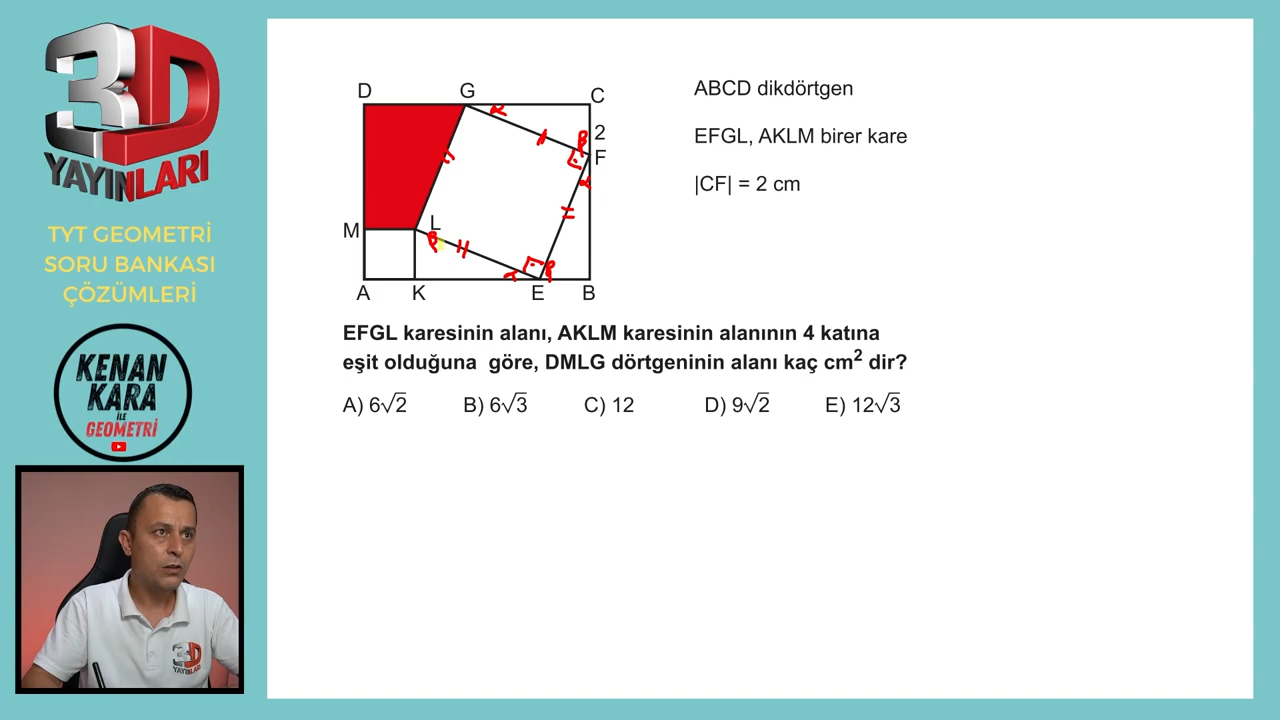 3D
YAYINLARI
TYT GEOMETRİ
SORU BANKASI
ÇÖZÜMLERİ
KENAN
KARA
İLE
GEOMETRİ
3D
YAYINLARI
D G C
2
F
M L
A K E B
α β α β α β
ABCD dikdörtgen
EFGL, AKLM birer kare
|CF| = 2 cm
EFGL karesinin alanı, AKLM karesinin alanının 4 katına
eşit olduğuna göre, DMLG dörtgeninin alanı kaç cm² dir?
A) 6√2 B) 6√3 C) 12 D) 9√2 E) 12√3